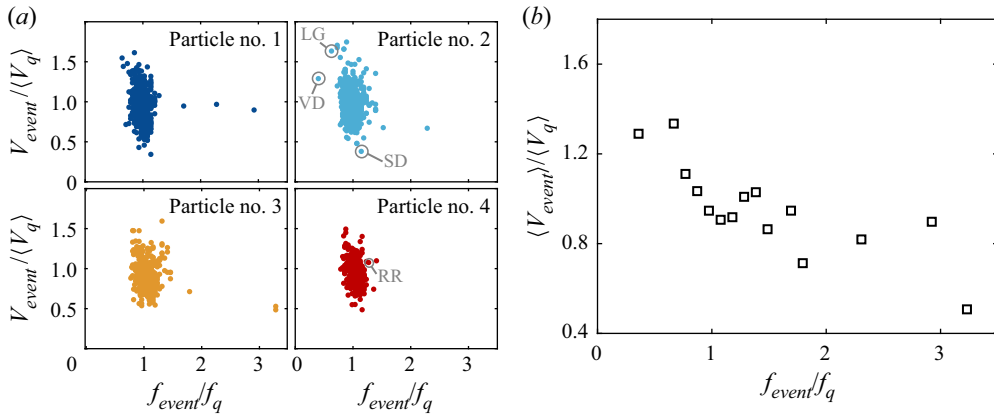 (a)
Particle no. 1
LG
Particle no. 2
VD
SD
V_event/⟨V_q⟩
1.5
1.0
0.5
0
Particle no. 3
Particle no. 4
RR
V_event/⟨V_q⟩
1.5
1.0
0.5
0
0 1 2 3
0 1 2 3
f_event/f_q
f_event/f_q
(b)
⟨V_event⟩/⟨V_q⟩
1.6
1.2
0.8
0.4
0 1 2 3
f_event/f_q